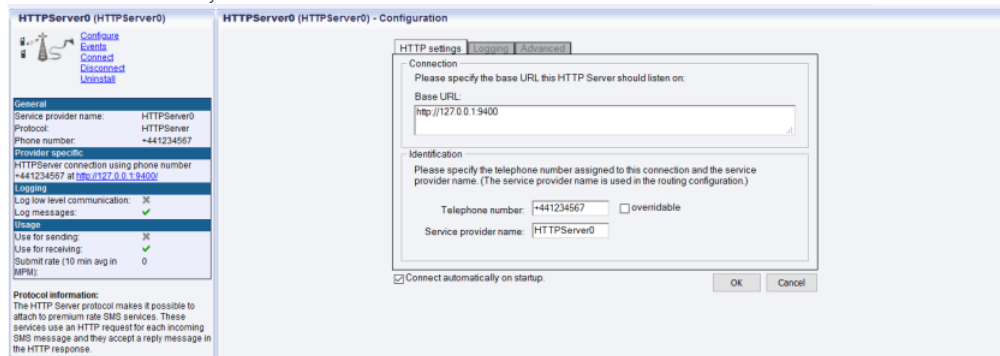 HTTPServer0 (HTTPServer0)
Configure
Events
Connect
Disconnect
Uninstall
General
Service provider name: HTTPServer0
Protocol: HTTPServer
Phone number: +441234567
Provider specific
HTTPServer connection using phone number
+441234567 at http://127.0.0.1:9400/
Logging
Log low level communication:
Log messages:
Usage
Use for sending:
Use for receiving:
Submit rate (10 min avg in 0
MPM):
Protocol information:
The HTTP Server protocol makes it possible to
attach to premium rate SMS services. These
services use an HTTP request for each incoming
SMS message and they accept a reply message in
the HTTP response.
HTTPServer0 (HTTPServer0) - Configuration
HTTP settings Logging Advanced
Connection
Please specify the base URL this HTTP Server should listen on:
Base URL:
http://127.0.0.1:9400
Identification
Please specify the telephone number assigned to this connection and the service
provider name. (The service provider name is used in the routing configuration.)
Telephone number: +441234567 overridable
Service provider name: HTTPServer0
Connect automatically on startup.
OK Cancel